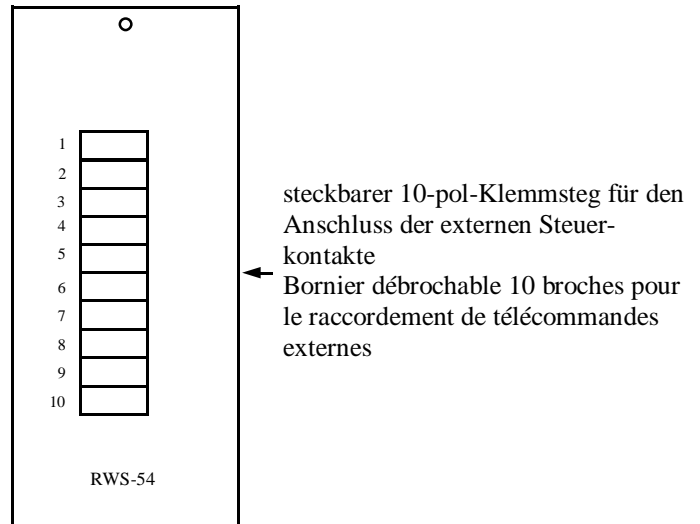 1
2
3
4
5
6
7
8
9
10
RWS-54
steckbarer 10-pol-Klemmsteg für den
Anschluss der externen Steuer-
kontakte
Bornier débrochable 10 broches pour
le raccordement de télécommandes
externes